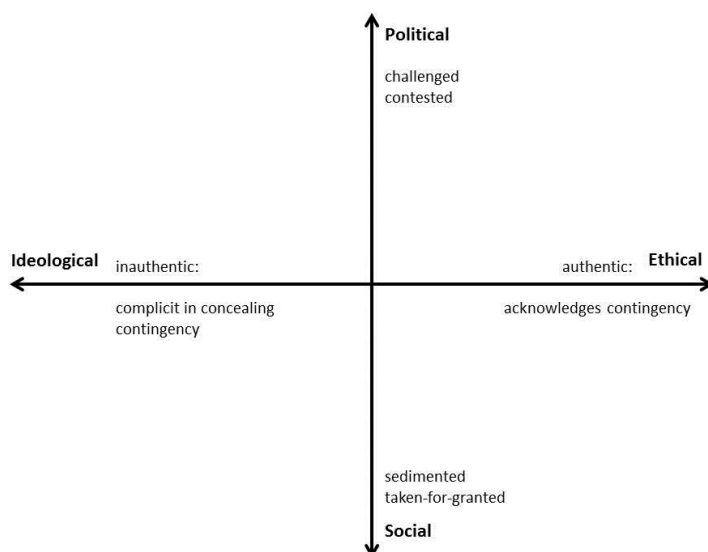 Political
challenged
contested
Ideological
inauthentic:
authentic:
Ethical
complicit in concealing
contingency
acknowledges contingency
sedimented
taken-for-granted
Social